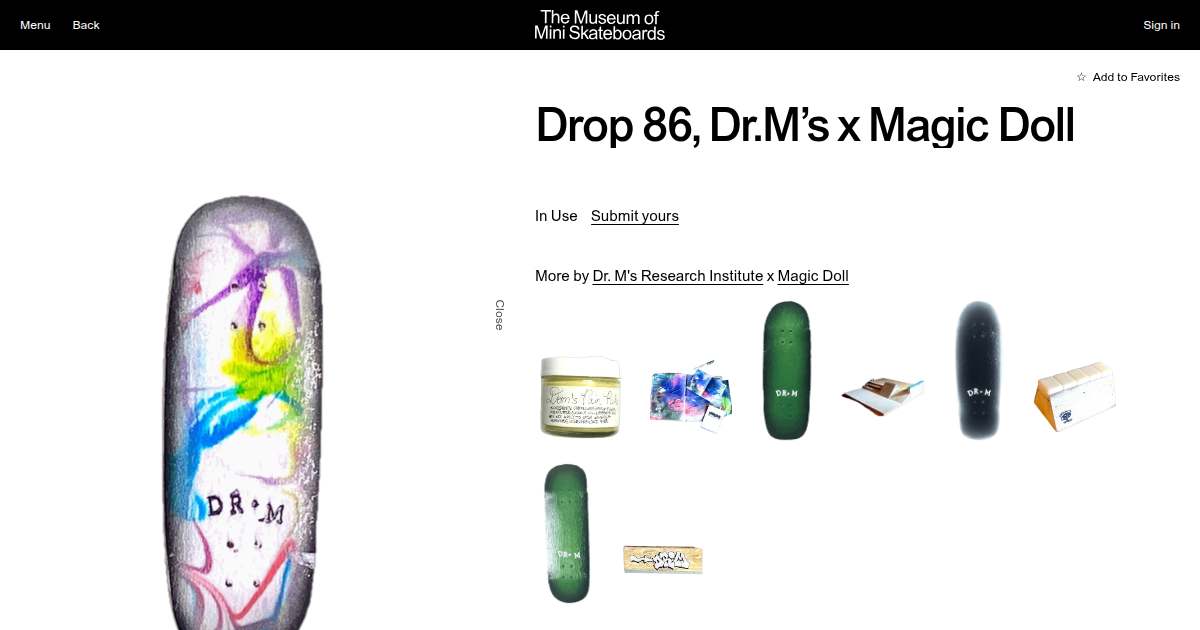 Menu Back
The Museum of
Mini Skateboards
Sign in
☆ Add to Favorites
Drop 86, Dr.M’s x Magic Doll
In Use Submit yours
More by Dr. M's Research Institute x Magic Doll
Close
DR•M
DR•M
DR•M
DR•M